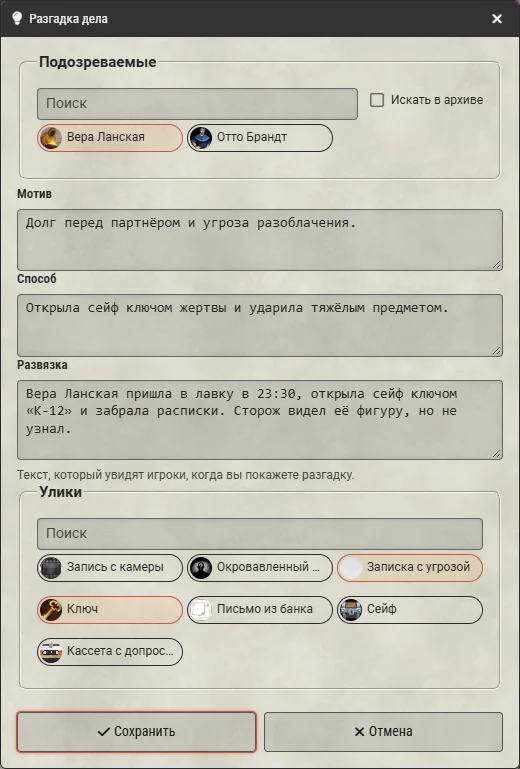 Разгадка дела
Подозреваемые
Поиск
Искать в архиве
Вера Ланская
Отто Брандт
Мотив
Долг перед партнёром и угроза разоблачения.
Способ
Открыла сейф ключом жертвы и ударила тяжёлым предметом.
Развязка
Вера Ланская пришла в лавку в 23:30, открыла сейф ключом
«К-12» и забрала расписки. Сторож видел её фигуру, но не
узнал.
Текст, который увидят игроки, когда вы покажете разгадку.
Улики
Поиск
Запись с камеры
Окровавленный ...
Записка с угрозой
Ключ
Письмо из банка
Сейф
Кассета с допрос...
Сохранить
Отмена